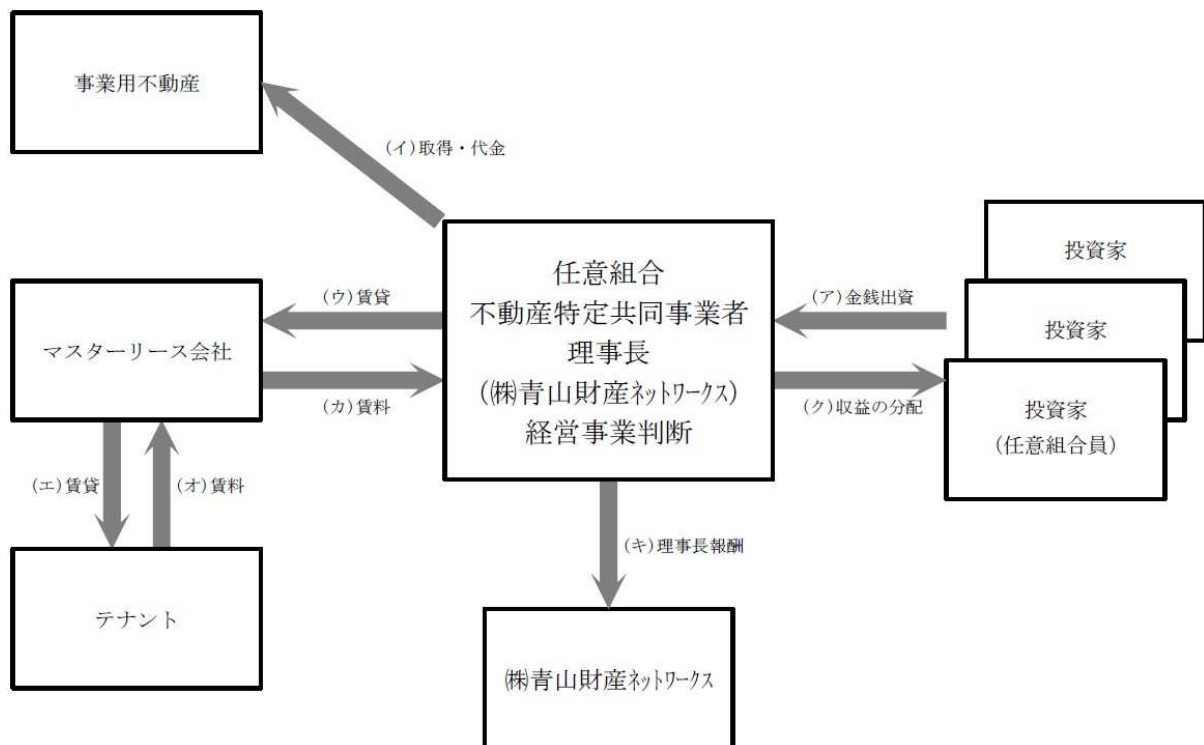 事業用不動産
(イ)取得・代金
投資家
任意組合
不動産特定共同事業者
理事長
(㈱青山財産ﾈｯﾄﾜｰｸｽ)
経営事業判断
(ウ)賃貸
(ア)金銭出資
マスターリース会社
投資家
(カ)賃料
(ク)収益の分配
投資家
(任意組合員)
(エ)賃貸
(オ)賃料
(キ)理事長報酬
テナント
㈱青山財産ﾈｯﾄﾜｰｸｽ